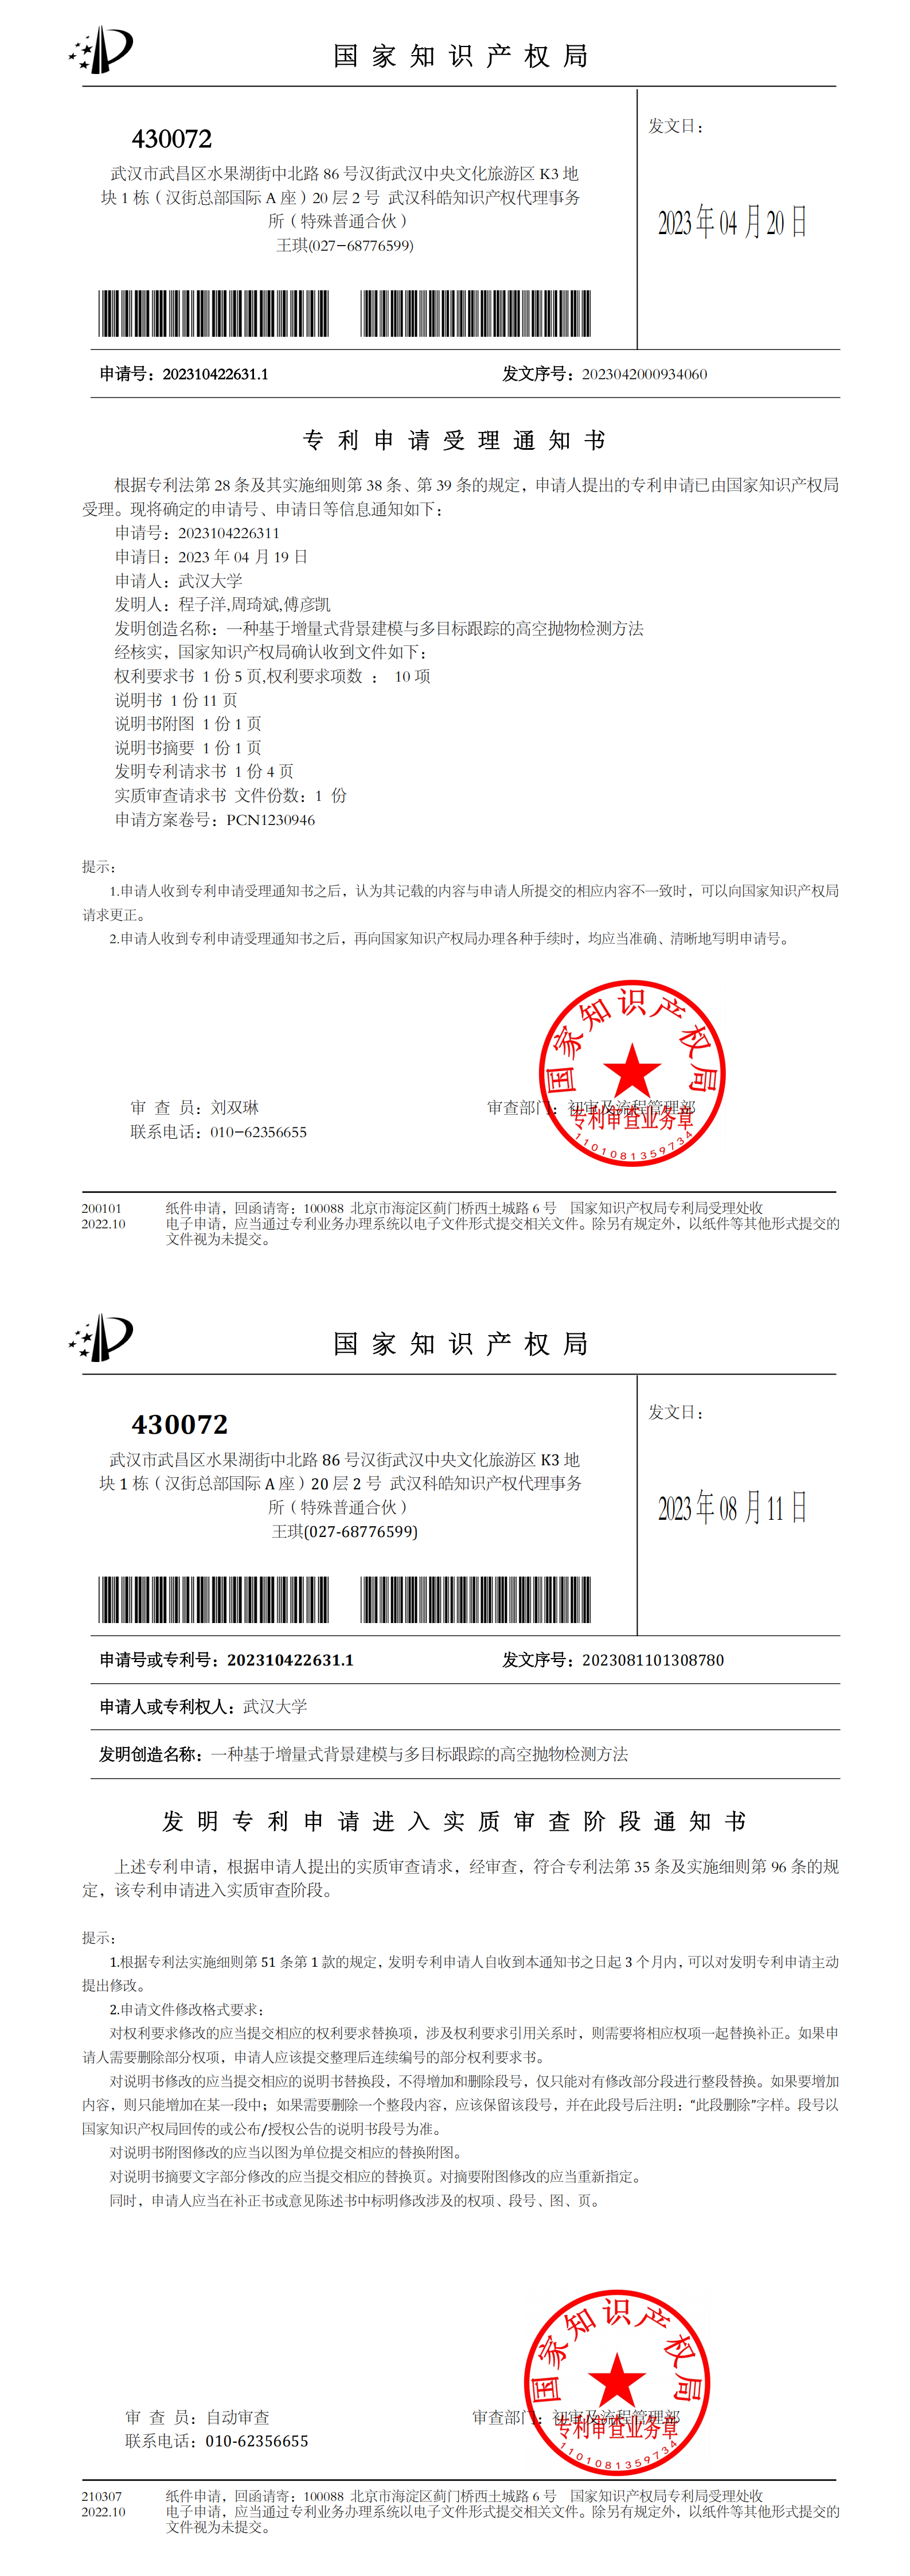 国家知识产权局
430072
武汉市武昌区水果湖街中北路 86 号汉街武汉中央文化旅游区 K3 地
块 1 栋（汉街总部国际 A 座）20 层 2 号 武汉科皓知识产权代理事务
所（特殊普通合伙）
王琪(027-68776599)
发文日：
2023 年 04 月 20 日
申请号：202310422631.1
发文序号：2023042000934060
专利申请受理通知书
根据专利法第 28 条及其实施细则第 38 条、第 39 条的规定，申请人提出的专利申请已由国家知识产权局
受理。现将确定的申请号、申请日等信息通知如下：
申请号：2023104226311
申请日：2023 年 04 月 19 日
申请人：武汉大学
发明人：程子洋,周琦斌,傅彦凯
发明创造名称：一种基于增量式背景建模与多目标跟踪的高空抛物检测方法
经核实，国家知识产权局确认收到文件如下：
权利要求书 1 份 5 页,权利要求项数 ： 10 项
说明书 1 份 11 页
说明书附图 1 份 1 页
说明书摘要 1 份 1 页
发明专利请求书 1 份 4 页
实质审查请求书 文件份数：1 份
申请方案卷号：PCN1230946
提示：
1.申请人收到专利申请受理通知书之后，认为其记载的内容与申请人所提交的相应内容不一致时，可以向国家知识产权局
请求更正。
2.申请人收到专利申请受理通知书之后，再向国家知识产权局办理各种手续时，均应当准确、清晰地写明申请号。
国家知识产权局
审 查 员：刘双琳
审查部门：初审及流程管理部
专利审查业务章
联系电话：010-62356655
1101081359734
200101
2022.10
纸件申请，回函请寄：100088 北京市海淀区蓟门桥西土城路 6 号 国家知识产权局专利局受理处收
电子申请，应当通过专利业务办理系统以电子文件形式提交相关文件。除另有规定外，以纸件等其他形式提交的
文件视为未提交。
国家知识产权局
430072
武汉市武昌区水果湖街中北路 86 号汉街武汉中央文化旅游区 K3 地
块 1 栋（汉街总部国际 A 座）20 层 2 号 武汉科皓知识产权代理事务
所（特殊普通合伙）
王琪(027-68776599)
发文日：
2023 年 08 月 11 日
申请号或专利号：202310422631.1
发文序号：2023081101308780
申请人或专利权人：武汉大学
发明创造名称：一种基于增量式背景建模与多目标跟踪的高空抛物检测方法
发明专利申请进入实质审查阶段通知书
上述专利申请，根据申请人提出的实质审查请求，经审查，符合专利法第 35 条及实施细则第 96 条的规
定，该专利申请进入实质审查阶段。
提示：
1.根据专利法实施细则第 51 条第 1 款的规定，发明专利申请人自收到本通知书之日起 3 个月内，可以对发明专利申请主动
提出修改。
2.申请文件修改格式要求：
对权利要求修改的应当提交相应的权利要求替换项，涉及权利要求引用关系时，则需要将相应权项一起替换补正。如果申
请人需要删除部分权项，申请人应该提交整理后连续编号的部分权利要求书。
对说明书修改的应当提交相应的说明书替换段，不得增加和删除段号，仅只能对有修改部分段进行整段替换。如果要增加
内容，则只能增加在某一段中；如果需要删除一个整段内容，应该保留该段号，并在此段号后注明：“此段删除”字样。段号以
国家知识产权局回传的或公布/授权公告的说明书段号为准。
对说明书附图修改的应当以图为单位提交相应的替换附图。
对说明书摘要文字部分修改的应当提交相应的替换页。对摘要附图修改的应当重新指定。
同时，申请人应当在补正书或意见陈述书中标明修改涉及的权项、段号、图、页。
国家知识产权局
审 查 员：自动审查
审查部门：初审及流程管理部
专利审查业务章
联系电话：010-62356655
1101081359734
210307
2022.10
纸件申请，回函请寄：100088 北京市海淀区蓟门桥西土城路 6 号 国家知识产权局专利局受理处收
电子申请，应当通过专利业务办理系统以电子文件形式提交相关文件。除另有规定外，以纸件等其他形式提交的
文件视为未提交。